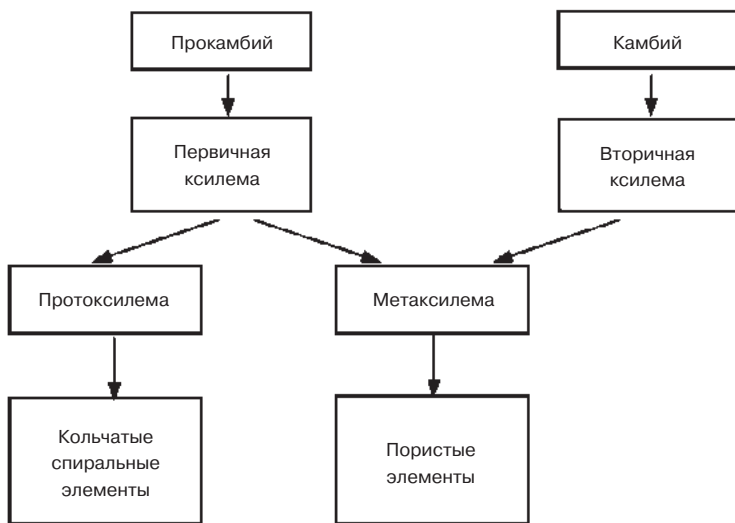 Прокамбий
Камбий
Первичная
ксилема
Вторичная
ксилема
Протоксилема
Метаксилема
Кольчатые
спиральные
элементы
Пористые
элементы